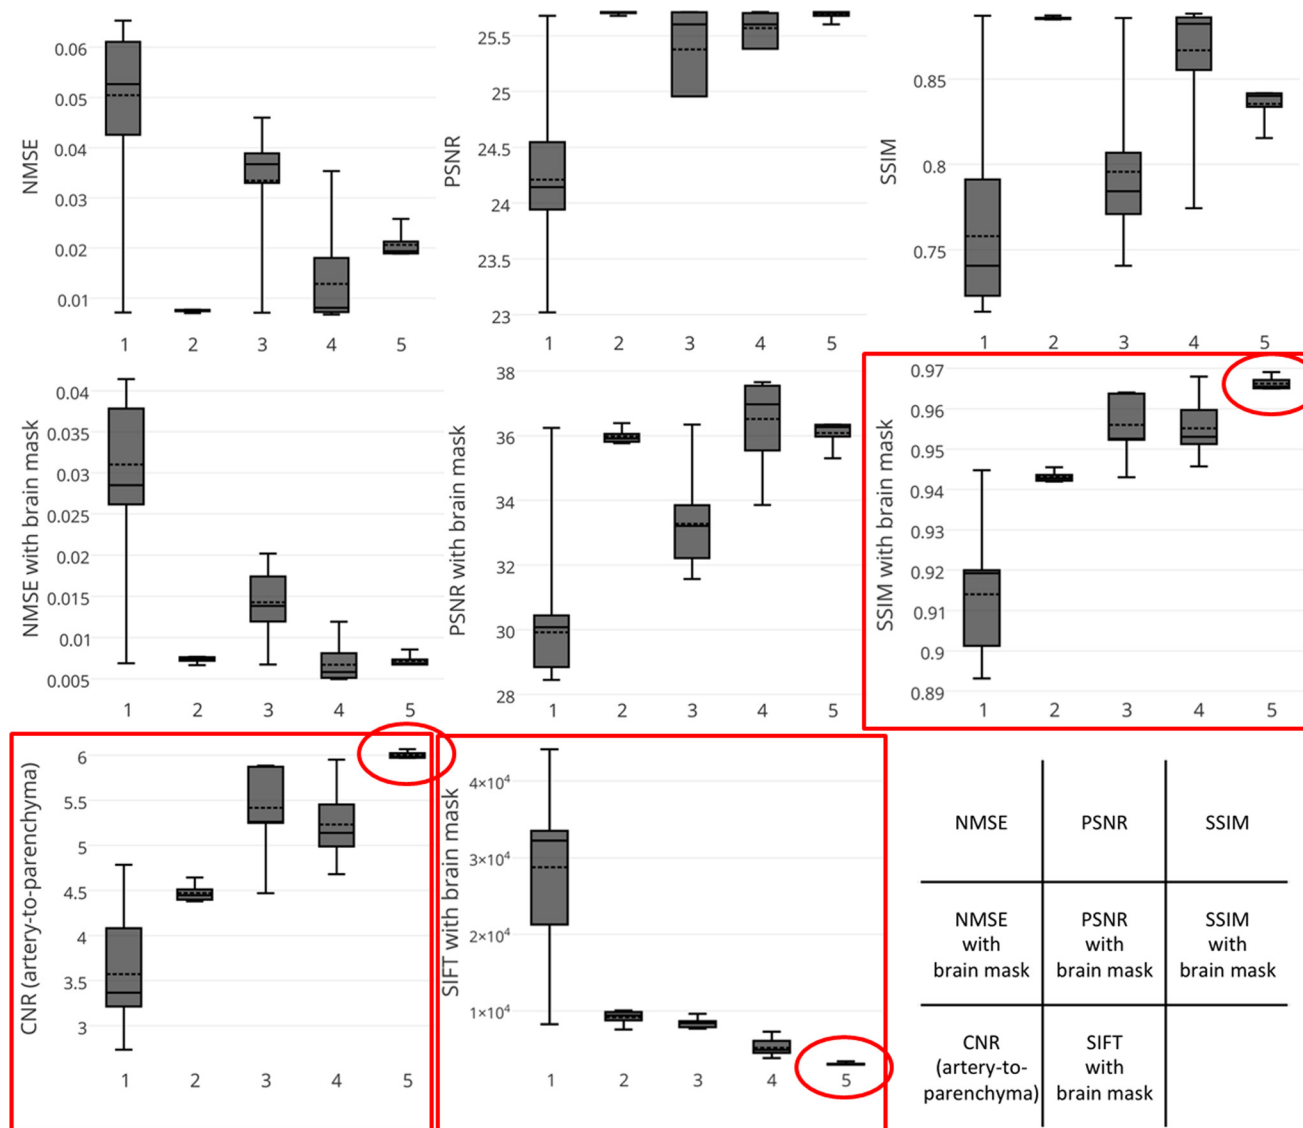 NMSE
0.06
0.05
0.04
0.03
0.02
0.01
1 2 3 4 5
PSNR
25.5
25
24.5
24
23.5
23
1 2 3 4 5
SSIM
0.85
0.8
0.75
1 2 3 4 5
NMSE with brain mask
0.04
0.035
0.03
0.025
0.02
0.015
0.01
0.005
1 2 3 4 5
PSNR with brain mask
38
36
34
32
30
28
1 2 3 4 5
SSIM with brain mask
0.97
0.96
0.95
0.94
0.93
0.92
0.91
0.9
0.89
1 2 3 4 5
CNR (artery-to-parenchyma)
6
5.5
5
4.5
4
3.5
3
1 2 3 4 5
SIFT with brain mask
4×10⁴
3×10⁴
2×10⁴
1×10⁴
1 2 3 4 5
NMSE PSNR SSIM
NMSE
with
brain mask
PSNR
with
brain mask
SSIM
with
brain mask
CNR
(artery-to-
parenchyma)
SIFT
with
brain mask